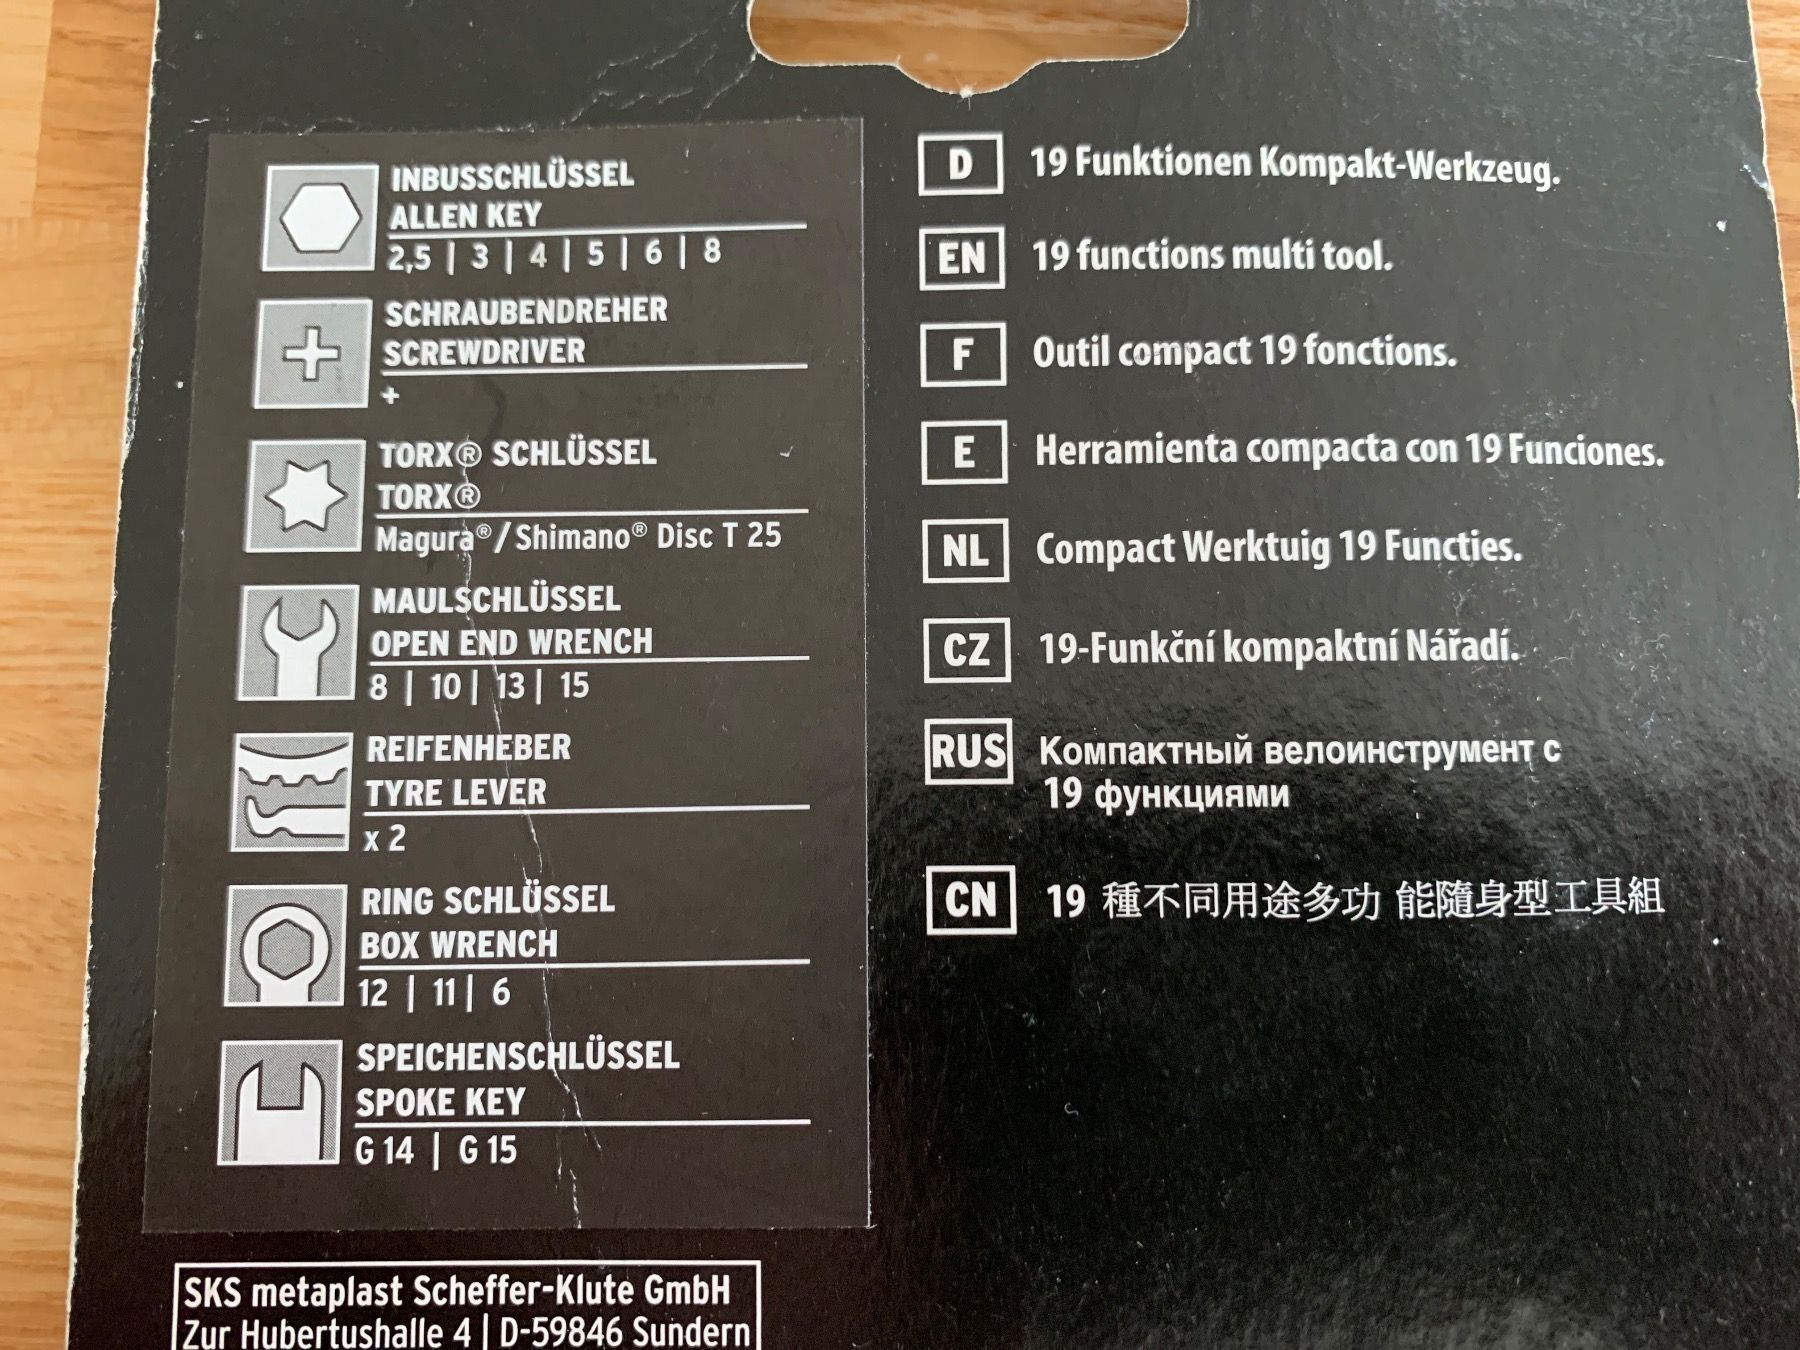 INBUSSCHLÜSSEL
ALLEN KEY
2,5 | 3 | 4 | 5 | 6 | 8
SCHRAUBENDREHER
SCREWDRIVER
+
TORX® SCHLÜSSEL
TORX®
Magura®/Shimano® Disc T 25
MAULSCHLÜSSEL
OPEN END WRENCH
8 | 10 | 13 | 15
REIFENHEBER
TYRE LEVER
x 2
RING SCHLÜSSEL
BOX WRENCH
12 | 11 | 6
SPEICHENSCHLÜSSEL
SPOKE KEY
G 14 | G 15
SKS metaplast Scheffer-Klute GmbH
Zur Hubertushalle 4 | D-59846 Sundern
D 19 Funktionen Kompakt-Werkzeug.
EN 19 functions multi tool.
F Outil compact 19 fonctions.
E Herramienta compacta con 19 Funciones.
NL Compact Werktuig 19 Functies.
CZ 19-Funkční kompaktní Nářadí.
RUS Компактный велоинструмент с
19 функциями
CN 19 種不同用途多功 能隨身型工具組